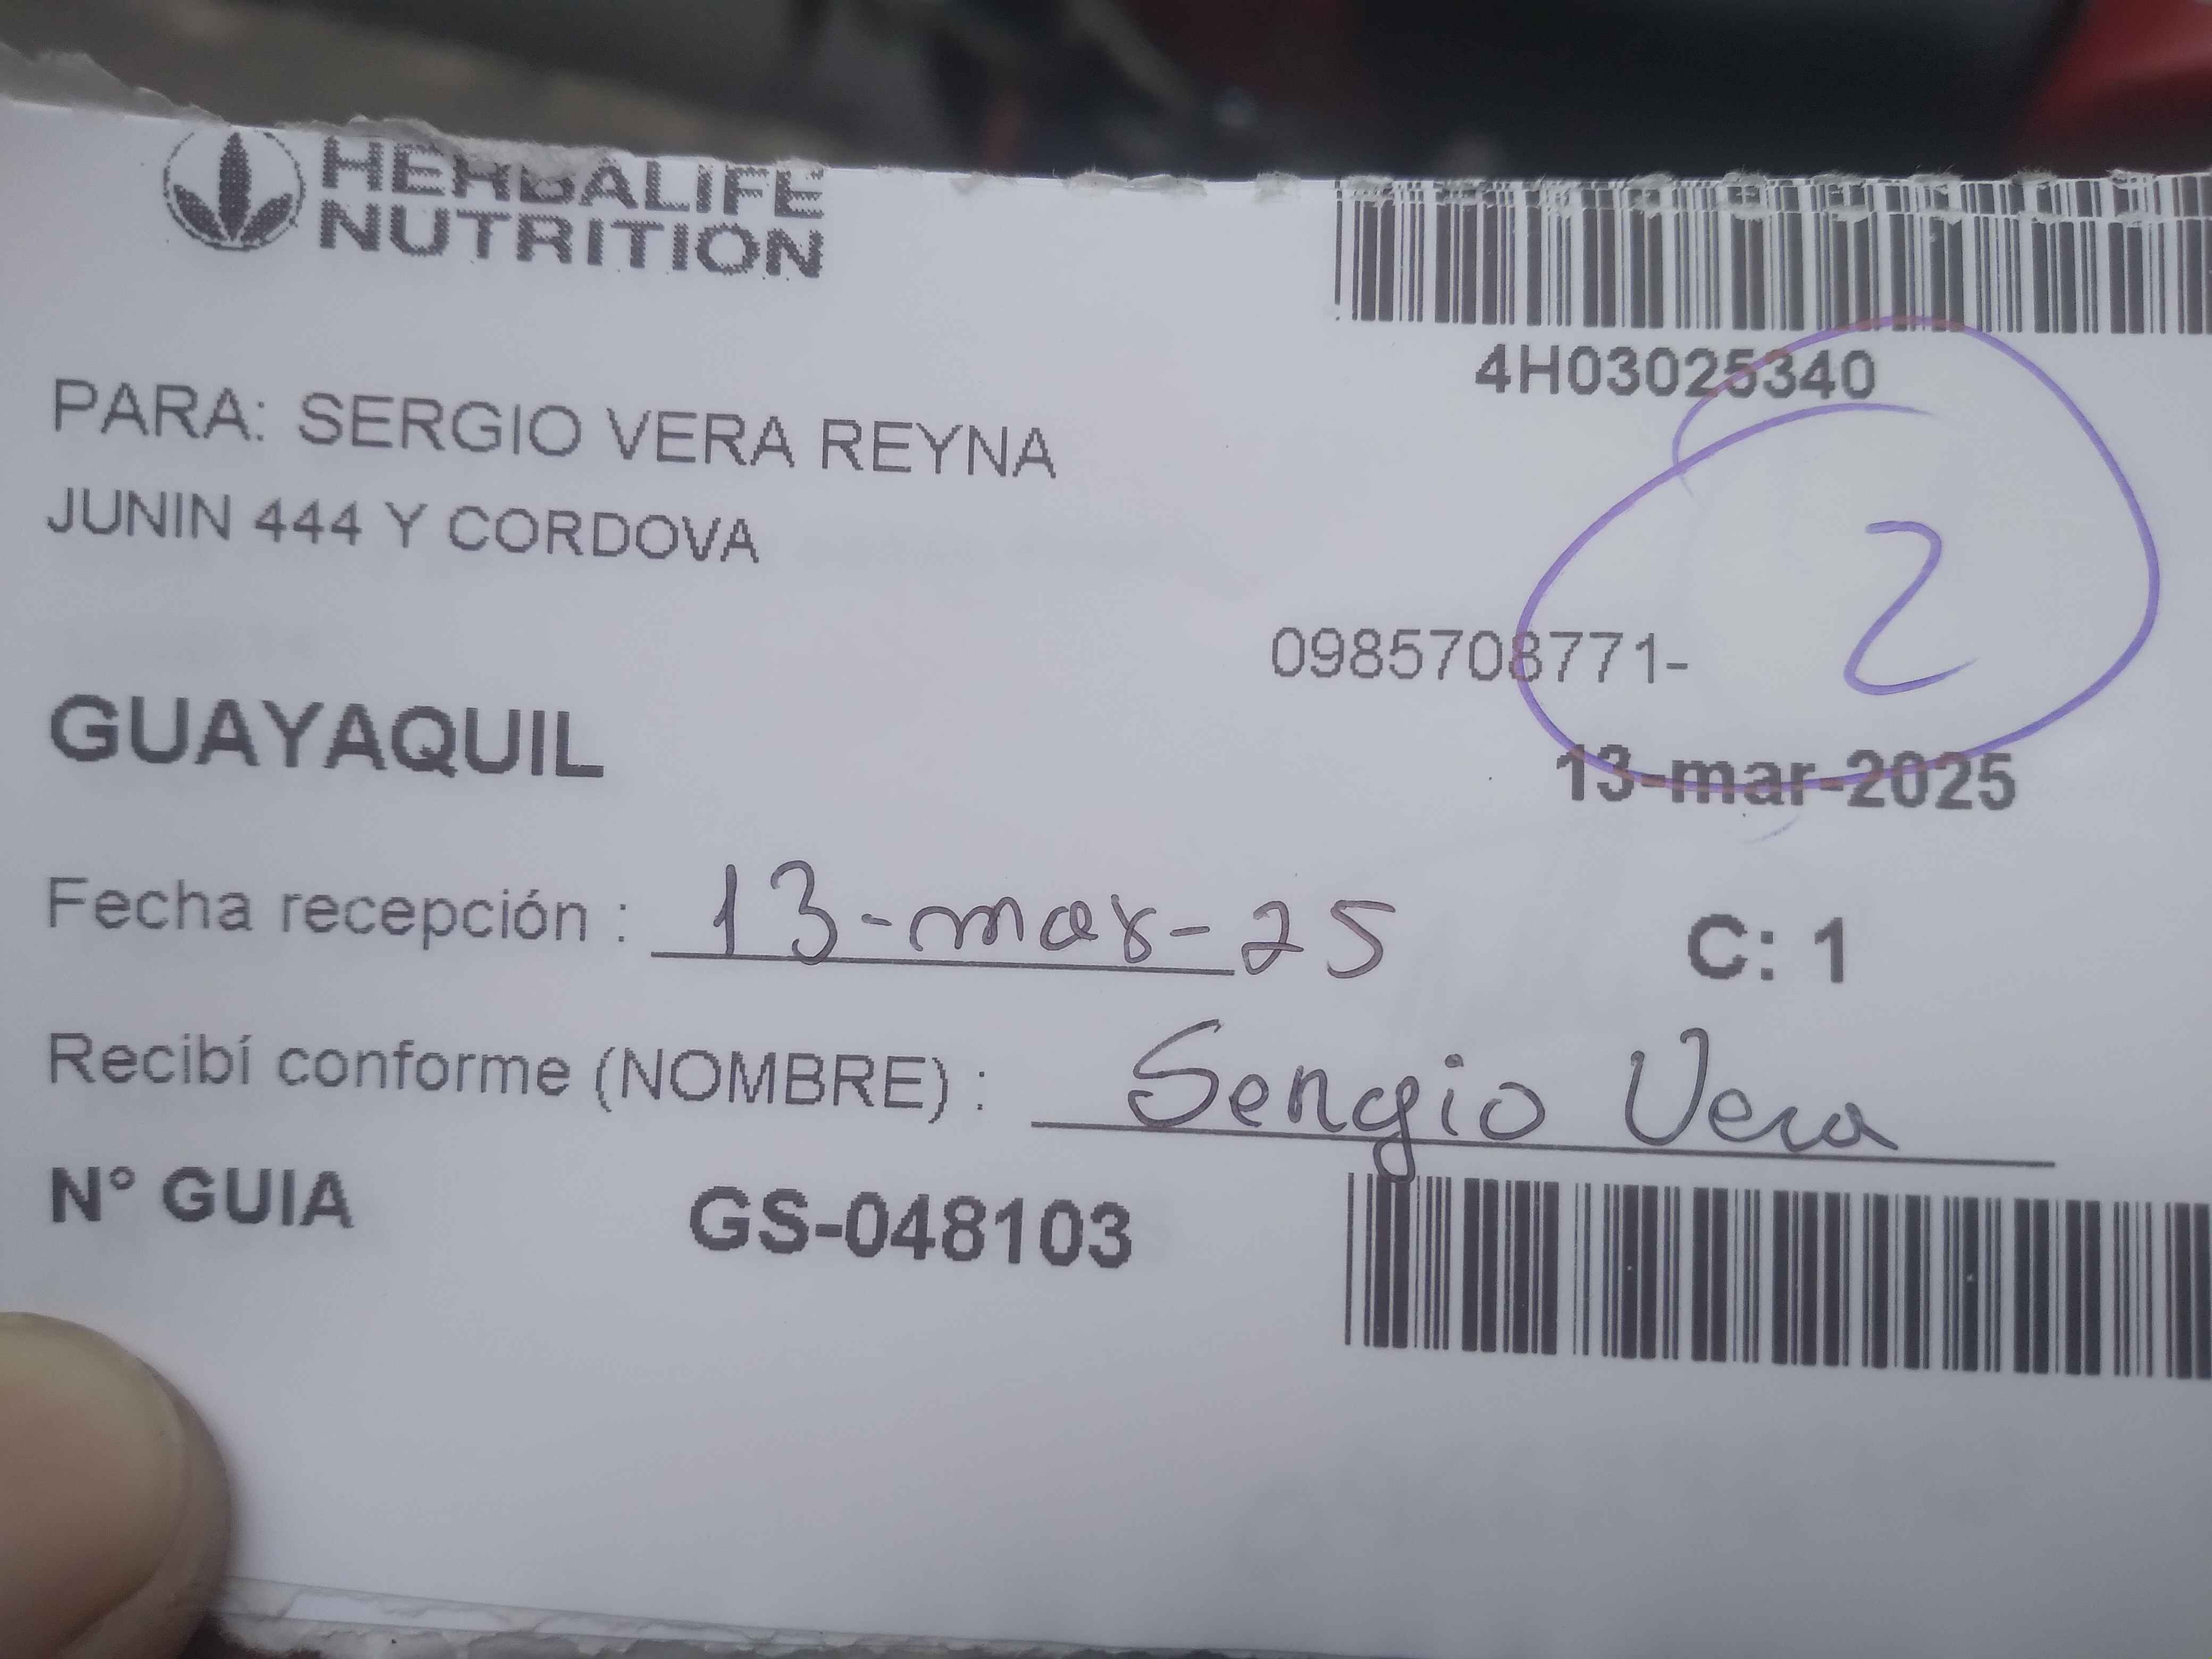 HERBALIFE
NUTRITION
4H03025340
PARA: SERGIO VERA REYNA
JUNIN 444 Y CORDOVA
2
0985708771-
GUAYAQUIL
13-mar-2025
Fecha recepción : 13-mar-25
C: 1
Recibí conforme (NOMBRE) : Sergio Vera
N° GUIA GS-048103